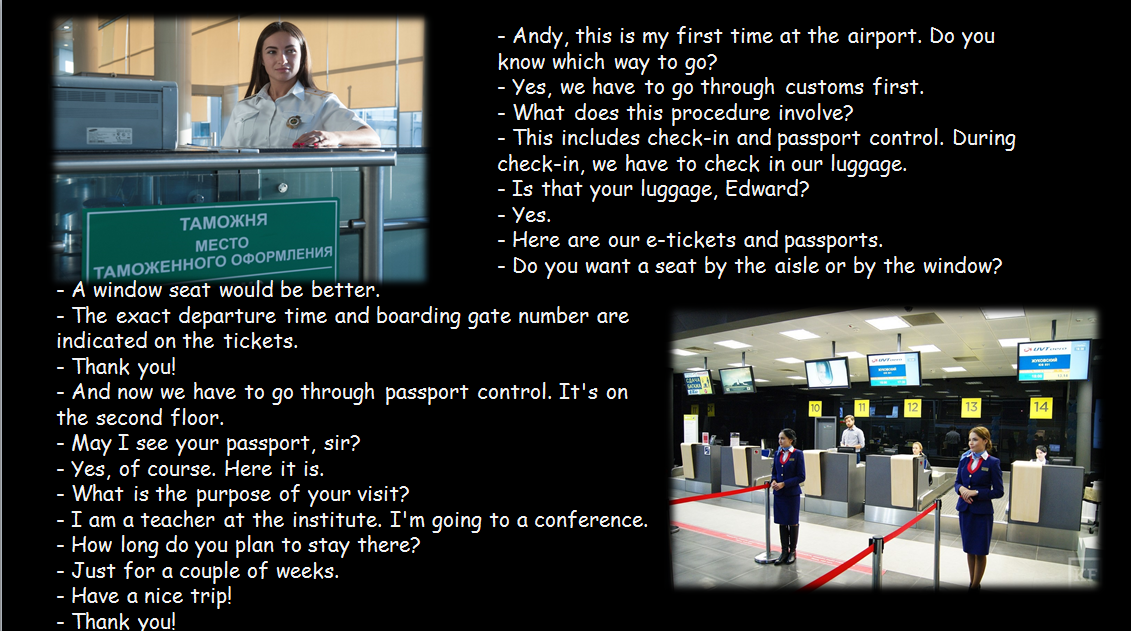 - Andy, this is my first time at the airport. Do you
know which way to go?
- Yes, we have to go through customs first.
- What does this procedure involve?
- This includes check-in and passport control. During
check-in, we have to check in our luggage.
- Is that your luggage, Edward?
- Yes.
- Here are our e-tickets and passports.
- Do you want a seat by the aisle or by the window?
ТАМОЖНЯ
МЕСТО
ТАМОЖЕННОГО ОФОРМЛЕНИЯ
- A window seat would be better.
- The exact departure time and boarding gate number are
indicated on the tickets.
- Thank you!
- And now we have to go through passport control. It's on
the second floor.
- May I see your passport, sir?
- Yes, of course. Here it is.
- What is the purpose of your visit?
- I am a teacher at the institute. I'm going to a conference.
- How long do you plan to stay there?
- Just for a couple of weeks.
- Have a nice trip!
- Thank you!
10 11 12 13 14